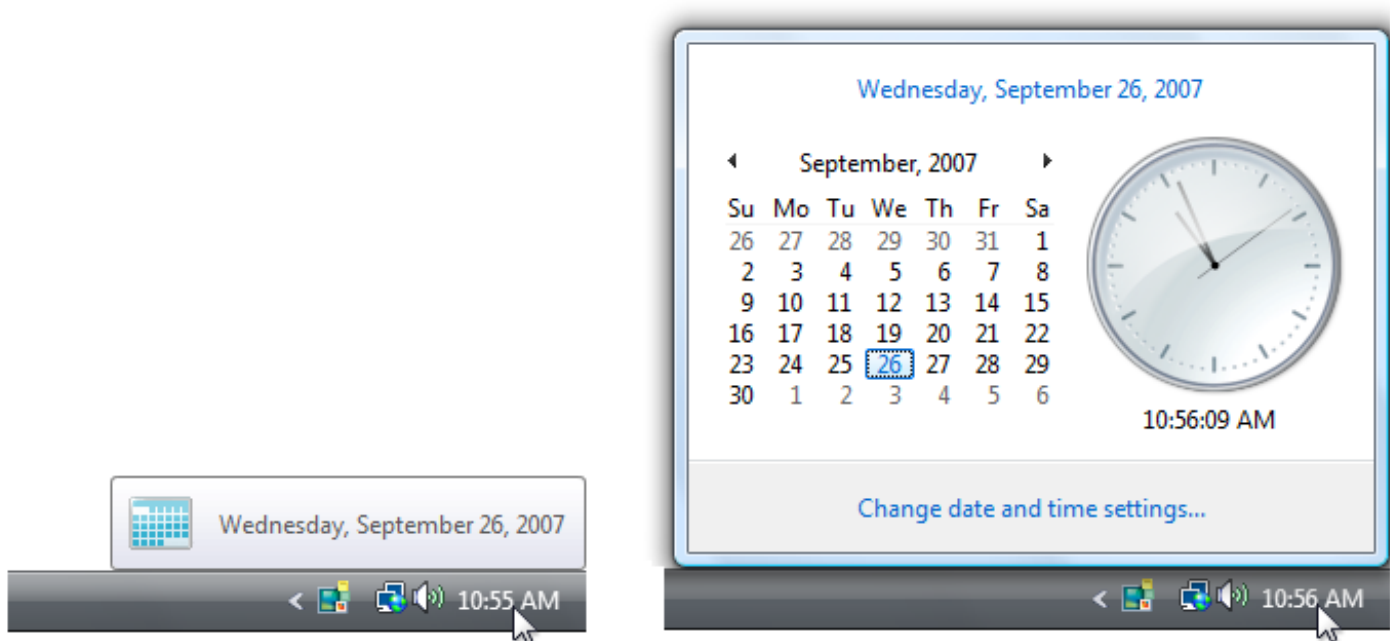 Wednesday, September 26, 2007
10:55 AM
Wednesday, September 26, 2007
September, 2007
Su Mo Tu We Th Fr Sa
26 27 28 29 30 31 1
2 3 4 5 6 7 8
9 10 11 12 13 14 15
16 17 18 19 20 21 22
23 24 25 26 27 28 29
30 1 2 3 4 5 6
10:56:09 AM
Change date and time settings...
10:56 AM